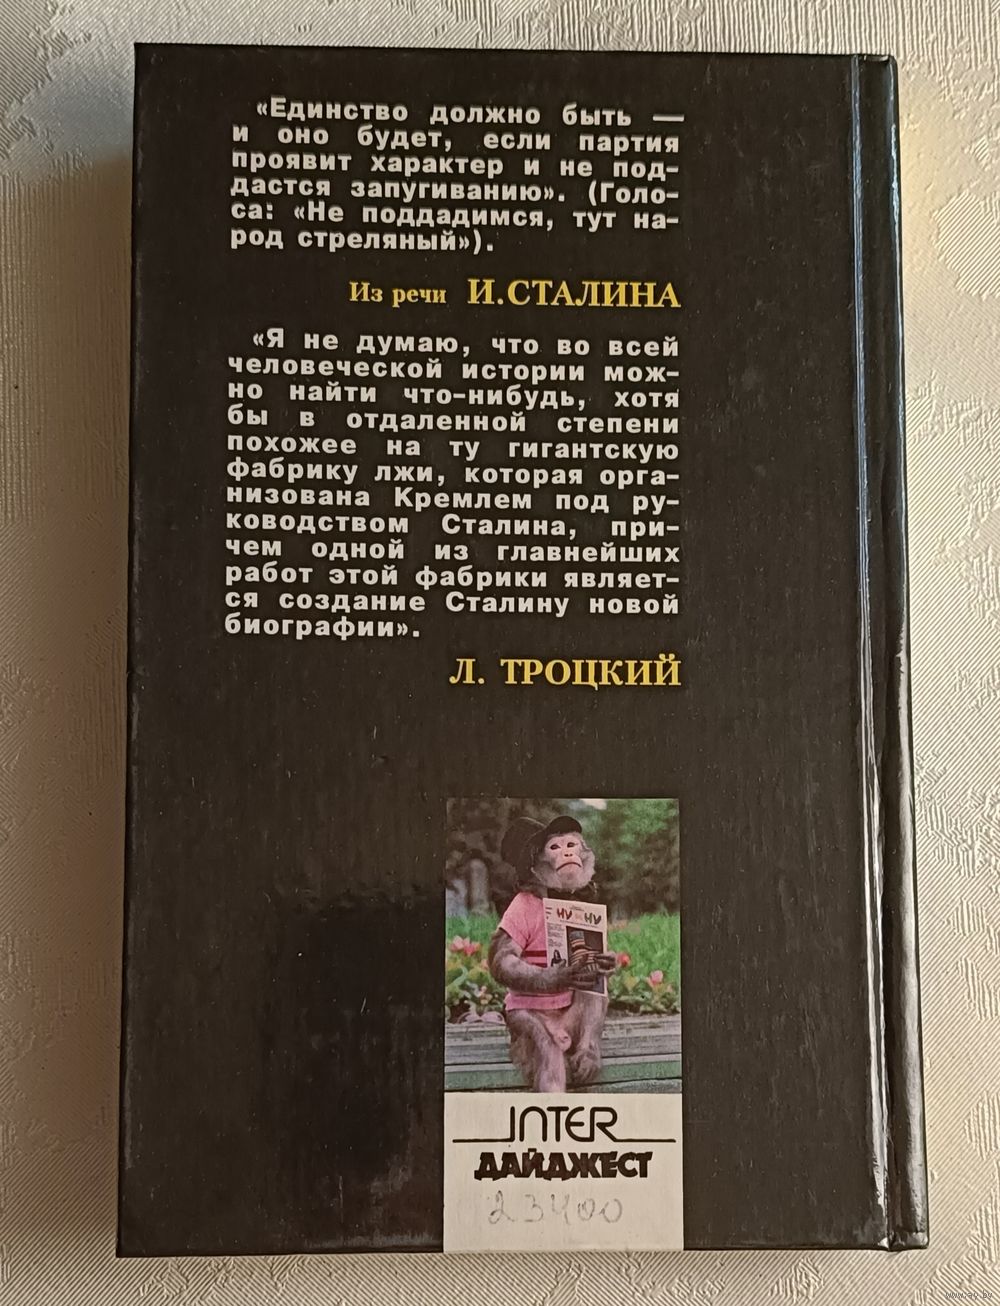 «Единство должно быть —
и оно будет, если партия
проявит характер и не под-
дастся запугиванию». (Голо-
са: «Не поддадимся, тут на-
род стреляный»).
Из речи И.СТАЛИНА
«Я не думаю, что во всей
человеческой истории мож-
но найти что-нибудь, хотя
бы в отдаленной степени
похожее на ту гигантскую
фабрику лжи, которая орга-
низована Кремлем под ру-
ководством Сталина, при-
чем одной из главнейших
работ этой фабрики являет-
ся создание Сталину новой
биографии».
Л. ТРОЦКИЙ
INTER
ДАЙДЖЕСТ
23400
www.ay.by